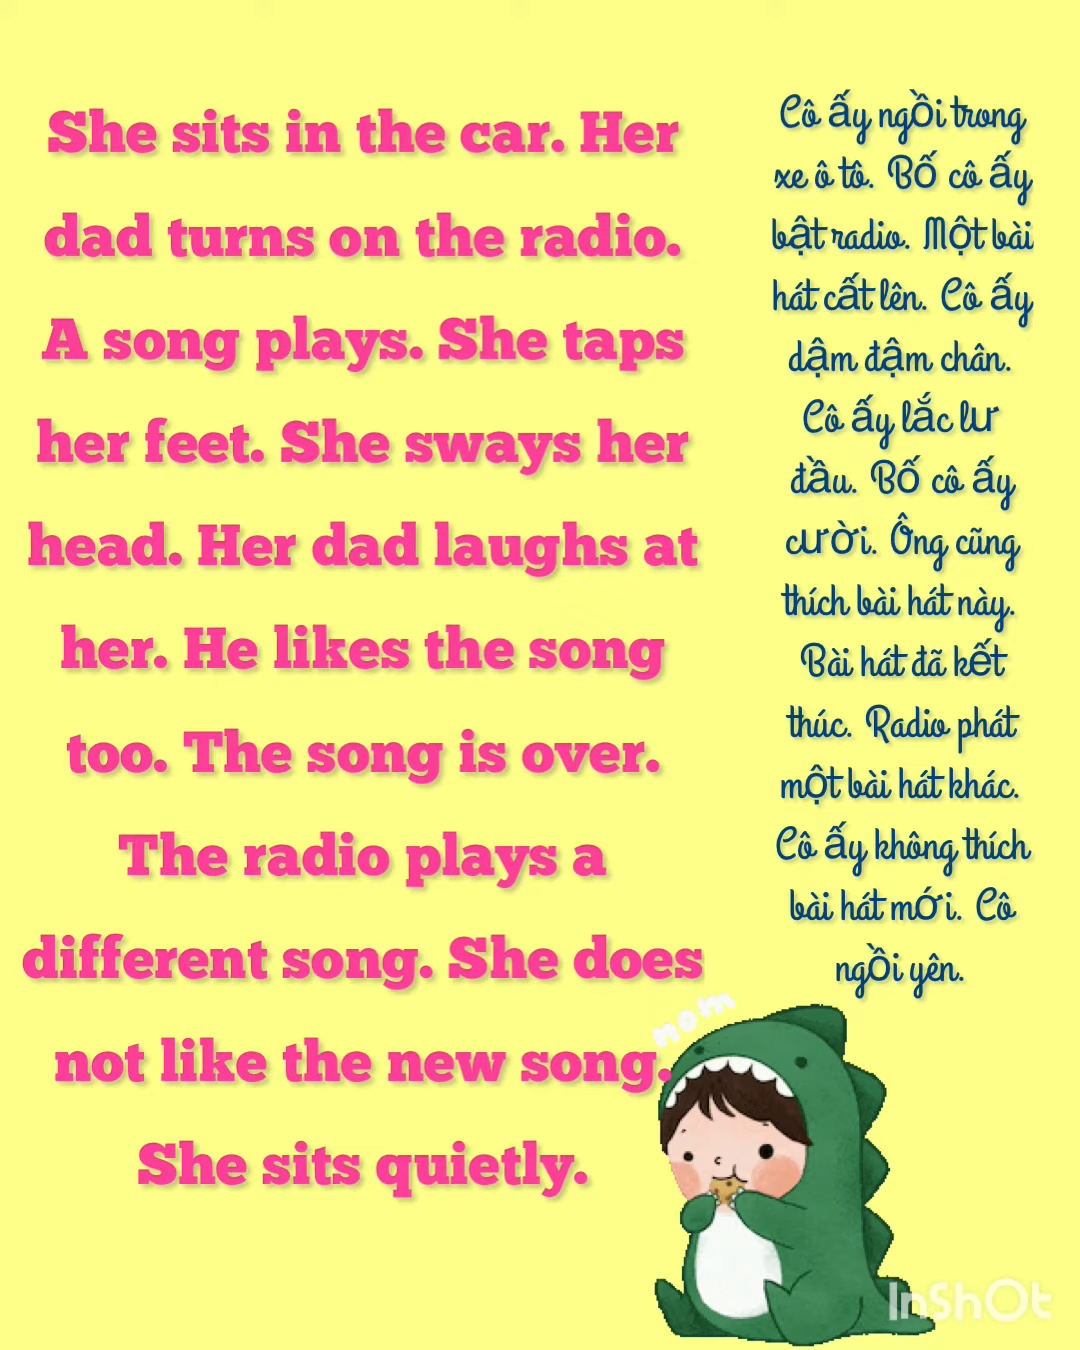 She sits in the car. Her
dad turns on the radio.
A song plays. She taps
her feet. She sways her
head. Her dad laughs at
her. He likes the song
too. The song is over.
The radio plays a
different song. She does
not like the new song.
She sits quietly.
Cô ấy ngồi trong
xe ô tô. Bố cô ấy
bật radio. Một bài
hát cất lên. Cô ấy
dậm đậm chân.
Cô ấy lắc lư
đầu. Bố cô ấy
cười. Ông cũng
thích bài hát này.
Bài hát đã kết
thúc. Radio phát
một bài hát khác.
Cô ấy không thích
bài hát mới. Cô
ngồi yên.
nom
InShOt